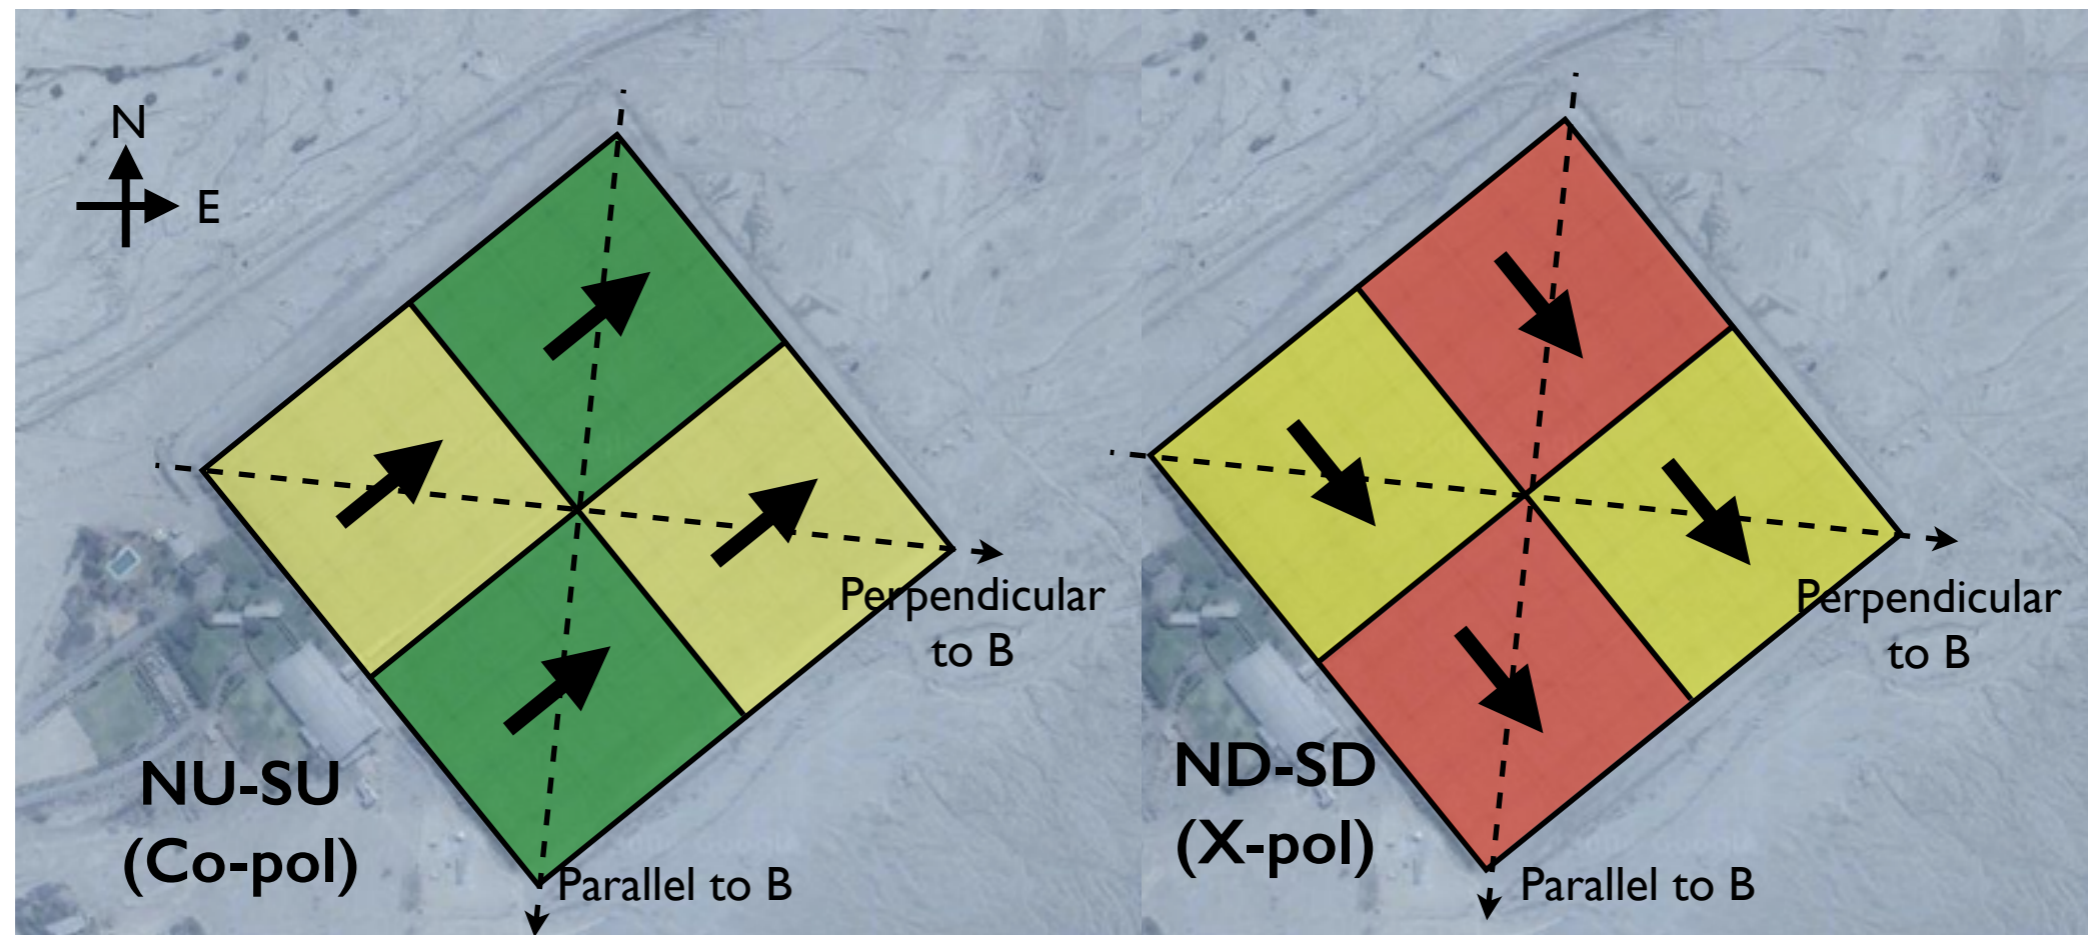 N
E
Perpendicular
to B
NU-SU
(Co-pol)
Parallel to B
Perpendicular
to B
ND-SD
(X-pol)
Parallel to B